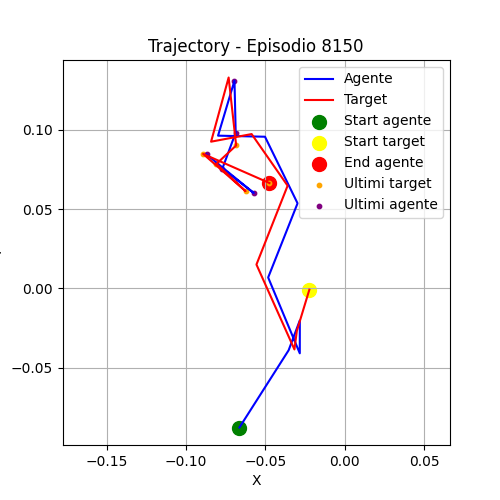 Trajectory - Episodio 8150
Agente
Target
Start agente
Start target
End agente
Ultimi target
Ultimi agente
0.10
0.05
0.00
−0.05
−0.15
−0.10
−0.05
0.00
0.05
X